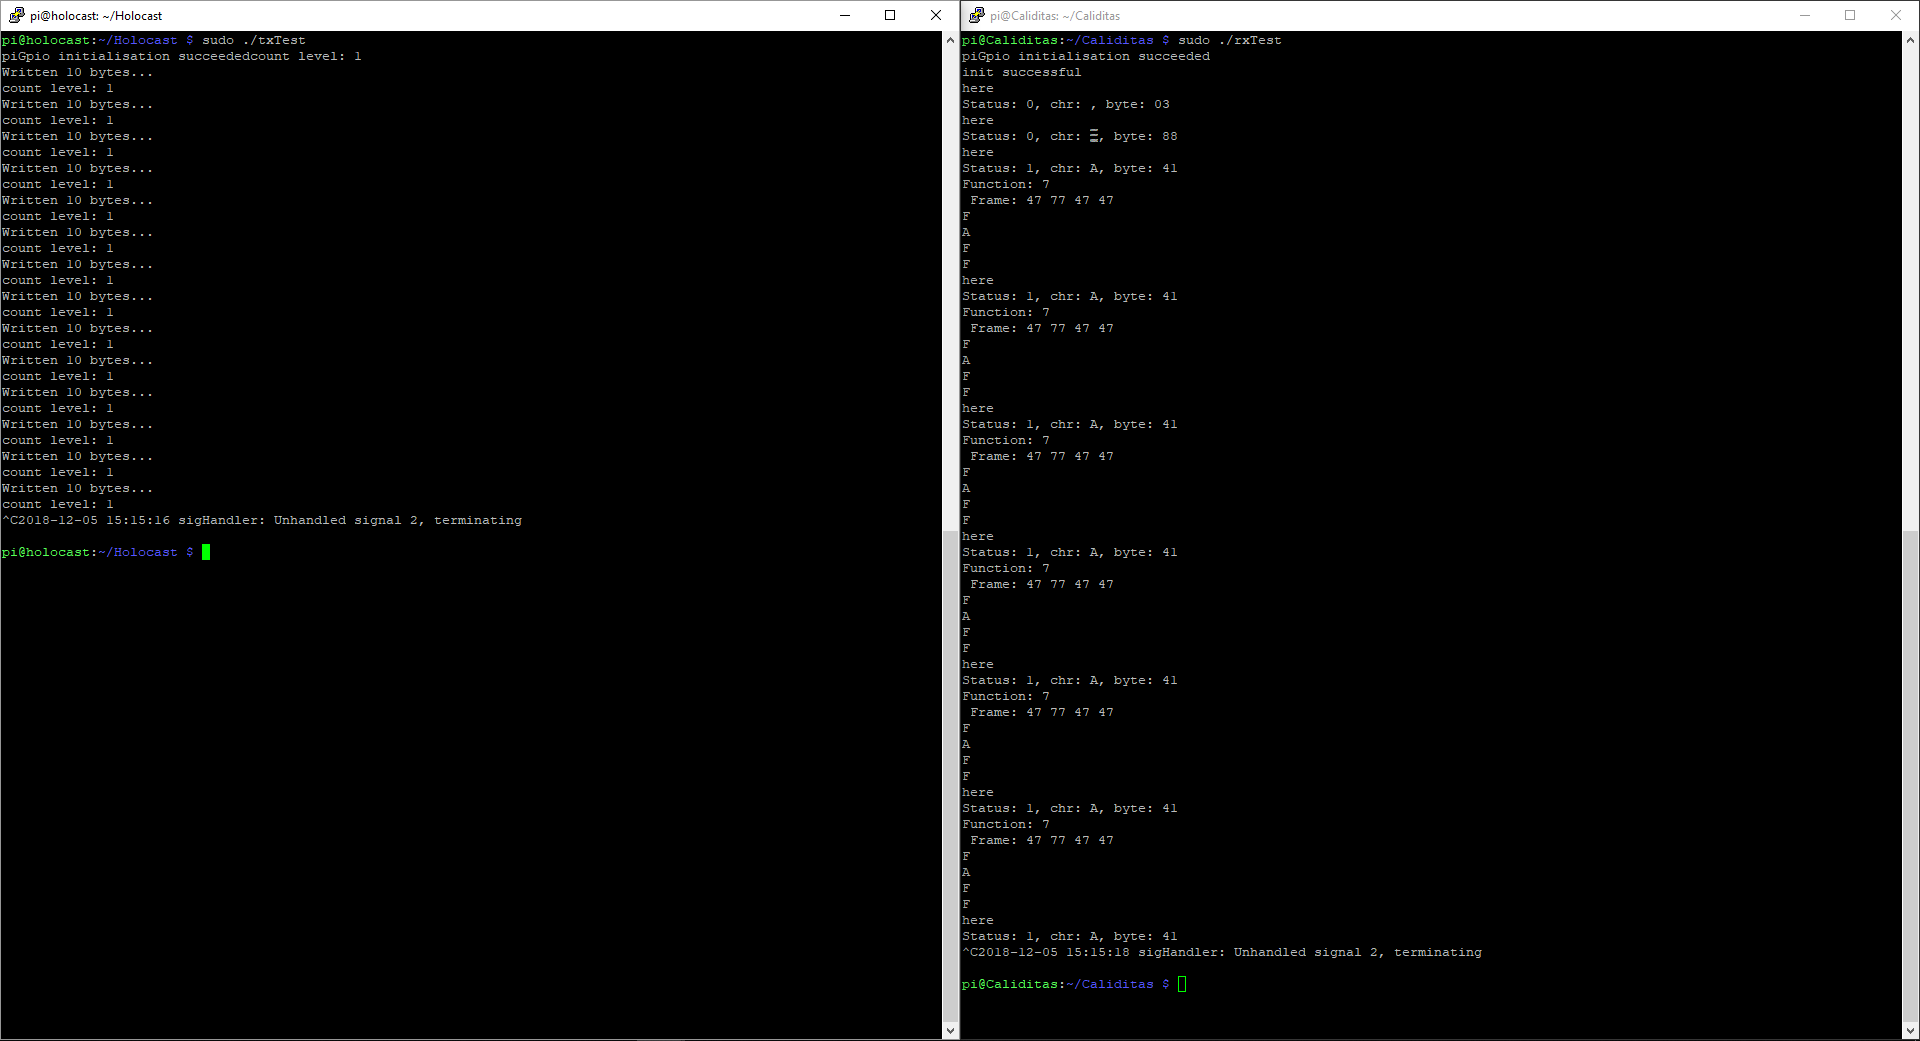 pi@holocast: ~/Holocast
pi@holocast:~/Holocast $ sudo ./txTest
piGpio initialisation succeededcount level: 1
Written 10 bytes...
count level: 1
Written 10 bytes...
count level: 1
Written 10 bytes...
count level: 1
Written 10 bytes...
count level: 1
Written 10 bytes...
count level: 1
Written 10 bytes...
count level: 1
Written 10 bytes...
count level: 1
Written 10 bytes...
count level: 1
Written 10 bytes...
count level: 1
Written 10 bytes...
count level: 1
Written 10 bytes...
count level: 1
Written 10 bytes...
count level: 1
Written 10 bytes...
count level: 1
Written 10 bytes...
count level: 1
^C2018-12-05 15:15:16 sigHandler: Unhandled signal 2, terminating
pi@holocast:~/Holocast $
pi@Caliditas: ~/Caliditas
pi@Caliditas:~/Caliditas $ sudo ./rxTest
piGpio initialisation succeeded
init successful
here
Status: 0, chr: , byte: 03
here
Status: 0, chr: , byte: 88
here
Status: 1, chr: A, byte: 41
Function: 7
Frame: 47 77 47 47
F
A
F
F
here
Status: 1, chr: A, byte: 41
Function: 7
Frame: 47 77 47 47
F
A
F
F
here
Status: 1, chr: A, byte: 41
Function: 7
Frame: 47 77 47 47
F
A
F
F
here
Status: 1, chr: A, byte: 41
Function: 7
Frame: 47 77 47 47
F
A
F
F
here
Status: 1, chr: A, byte: 41
Function: 7
Frame: 47 77 47 47
F
A
F
F
here
Status: 1, chr: A, byte: 41
Function: 7
Frame: 47 77 47 47
F
A
F
F
here
Status: 1, chr: A, byte: 41
^C2018-12-05 15:15:18 sigHandler: Unhandled signal 2, terminating
pi@Caliditas:~/Caliditas $